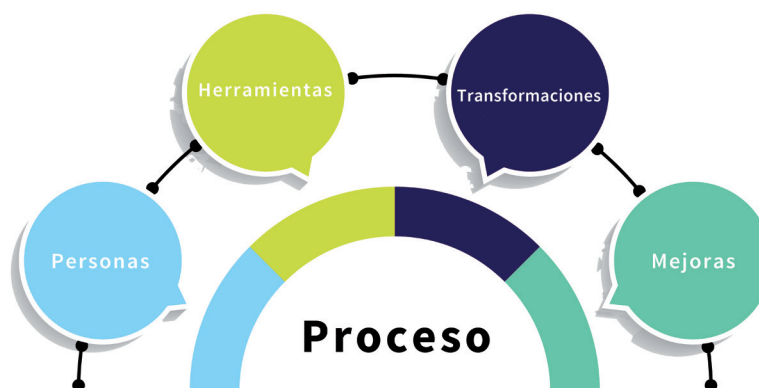 Herramientas
Transformaciones
Personas
Mejoras
Proceso